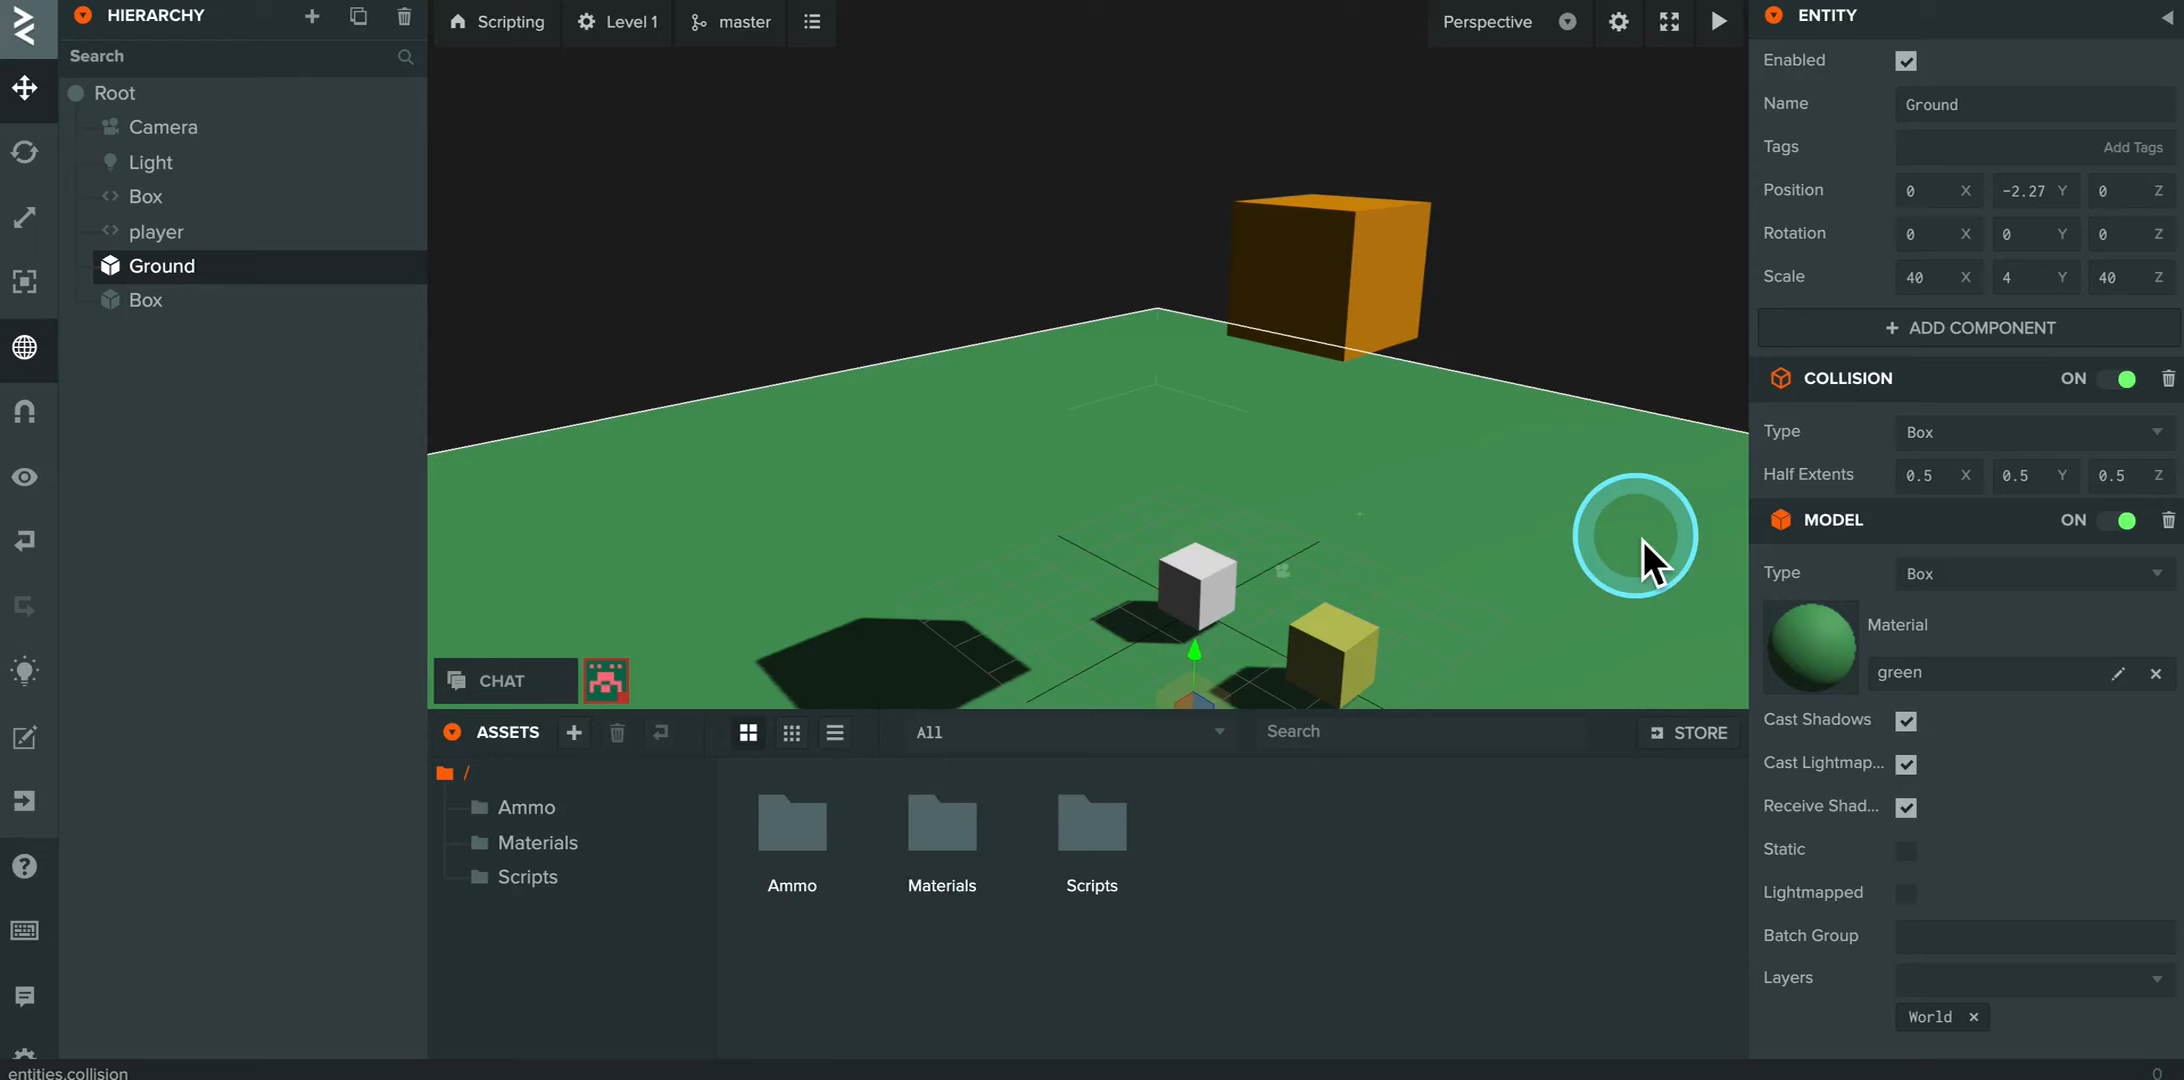 HIERARCHY
Search
Root
Camera
Light
Box
player
Ground
Box
Scripting
Level 1
master
Perspective
CHAT
ASSETS
All
Search
STORE
/
Ammo
Materials
Scripts
Ammo
Materials
Scripts
ENTITY
Enabled
Name Ground
Tags Add Tags
Position 0 X -2.27 Y 0 Z
Rotation 0 X 0 Y 0 Z
Scale 40 X 4 Y 40 Z
+ ADD COMPONENT
COLLISION ON
Type Box
Half Extents 0.5 X 0.5 Y 0.5 Z
MODEL ON
Type Box
Material
green
Cast Shadows
Cast Lightmap...
Receive Shad...
Static
Lightmapped
Batch Group
Layers
World ×
entities.collision
0